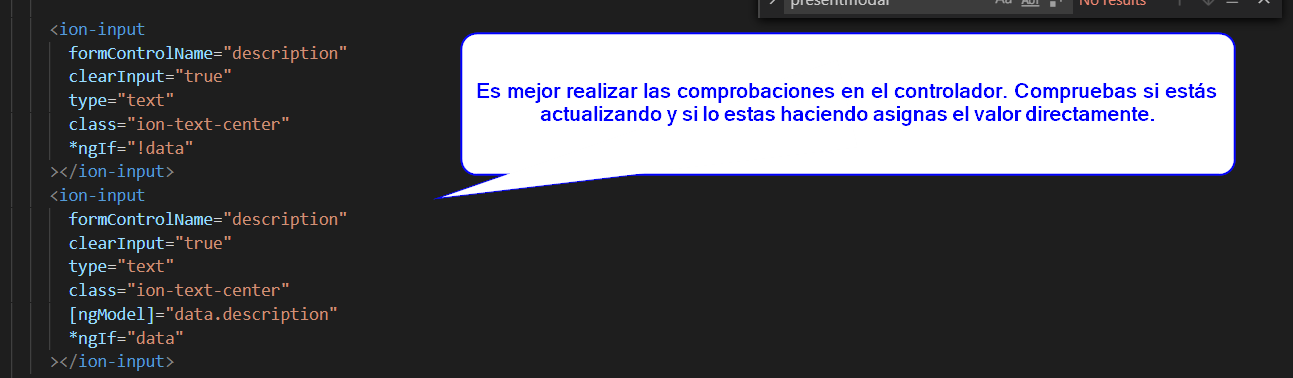 presentmodal
No results
<ion-input
formControlName="description"
clearInput="true"
type="text"
class="ion-text-center"
*ngIf="!data"
></ion-input>
<ion-input
formControlName="description"
clearInput="true"
type="text"
class="ion-text-center"
[ngModel]="data.description"
*ngIf="data"
></ion-input>
Es mejor realizar las comprobaciones en el controlador. Compruebas si estás
actualizando y si lo estas haciendo asignas el valor directamente.